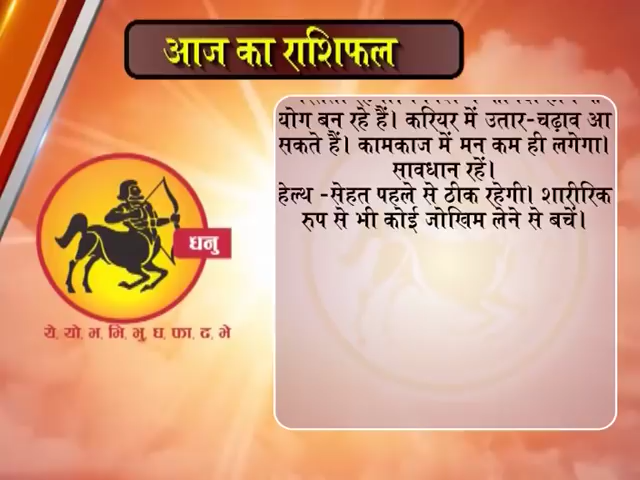 आज का राशिफल
योग बन रहे हैं। करियर में उतार-चढ़ाव आ
सकते हैं। कामकाज में मन कम ही लगेगा।
सावधान रहें।
हेल्थ -सेहत पहले से ठीक रहेगी। शारीरिक
रुप से भी कोई जोखिम लेने से बचें।
धनु
ये, यो, भ, भि, भु, ध, फा, ढ, भे